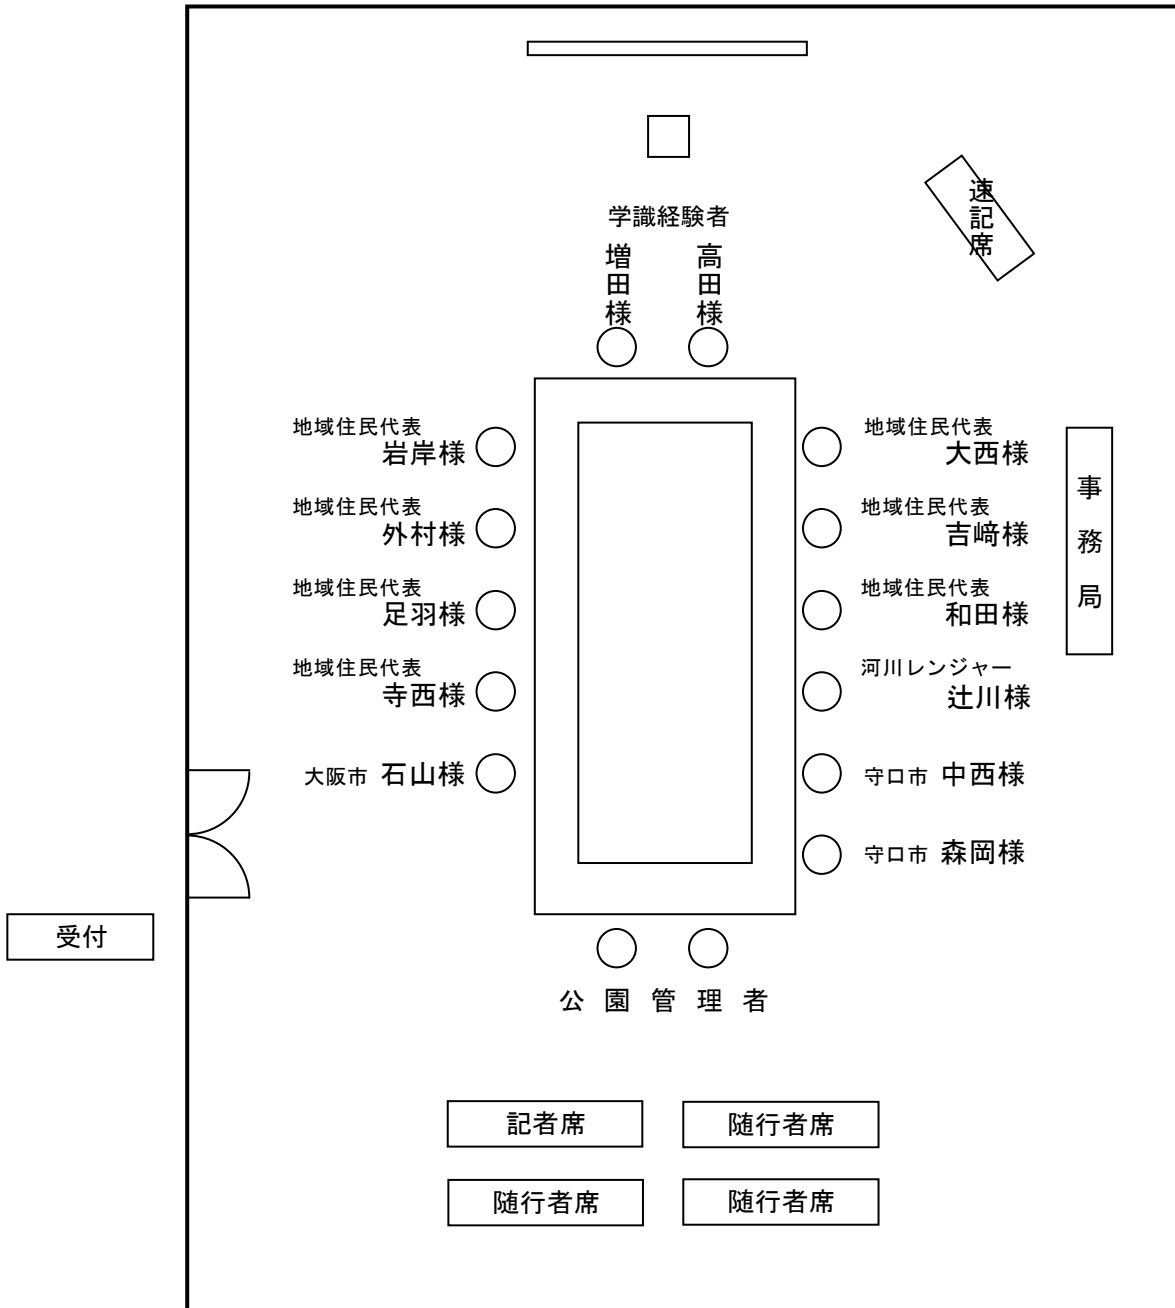 速記席
学識経験者
増田様
高田様
地域住民代表
岩岸様
地域住民代表
外村様
地域住民代表
足羽様
地域住民代表
寺西様
大阪市 石山様
地域住民代表
大西様
地域住民代表
吉﨑様
地域住民代表
和田様
河川レンジャー
辻川様
守口市 中西様
守口市 森岡様
事務局
受付
公園管理者
記者席
随行者席
随行者席
随行者席